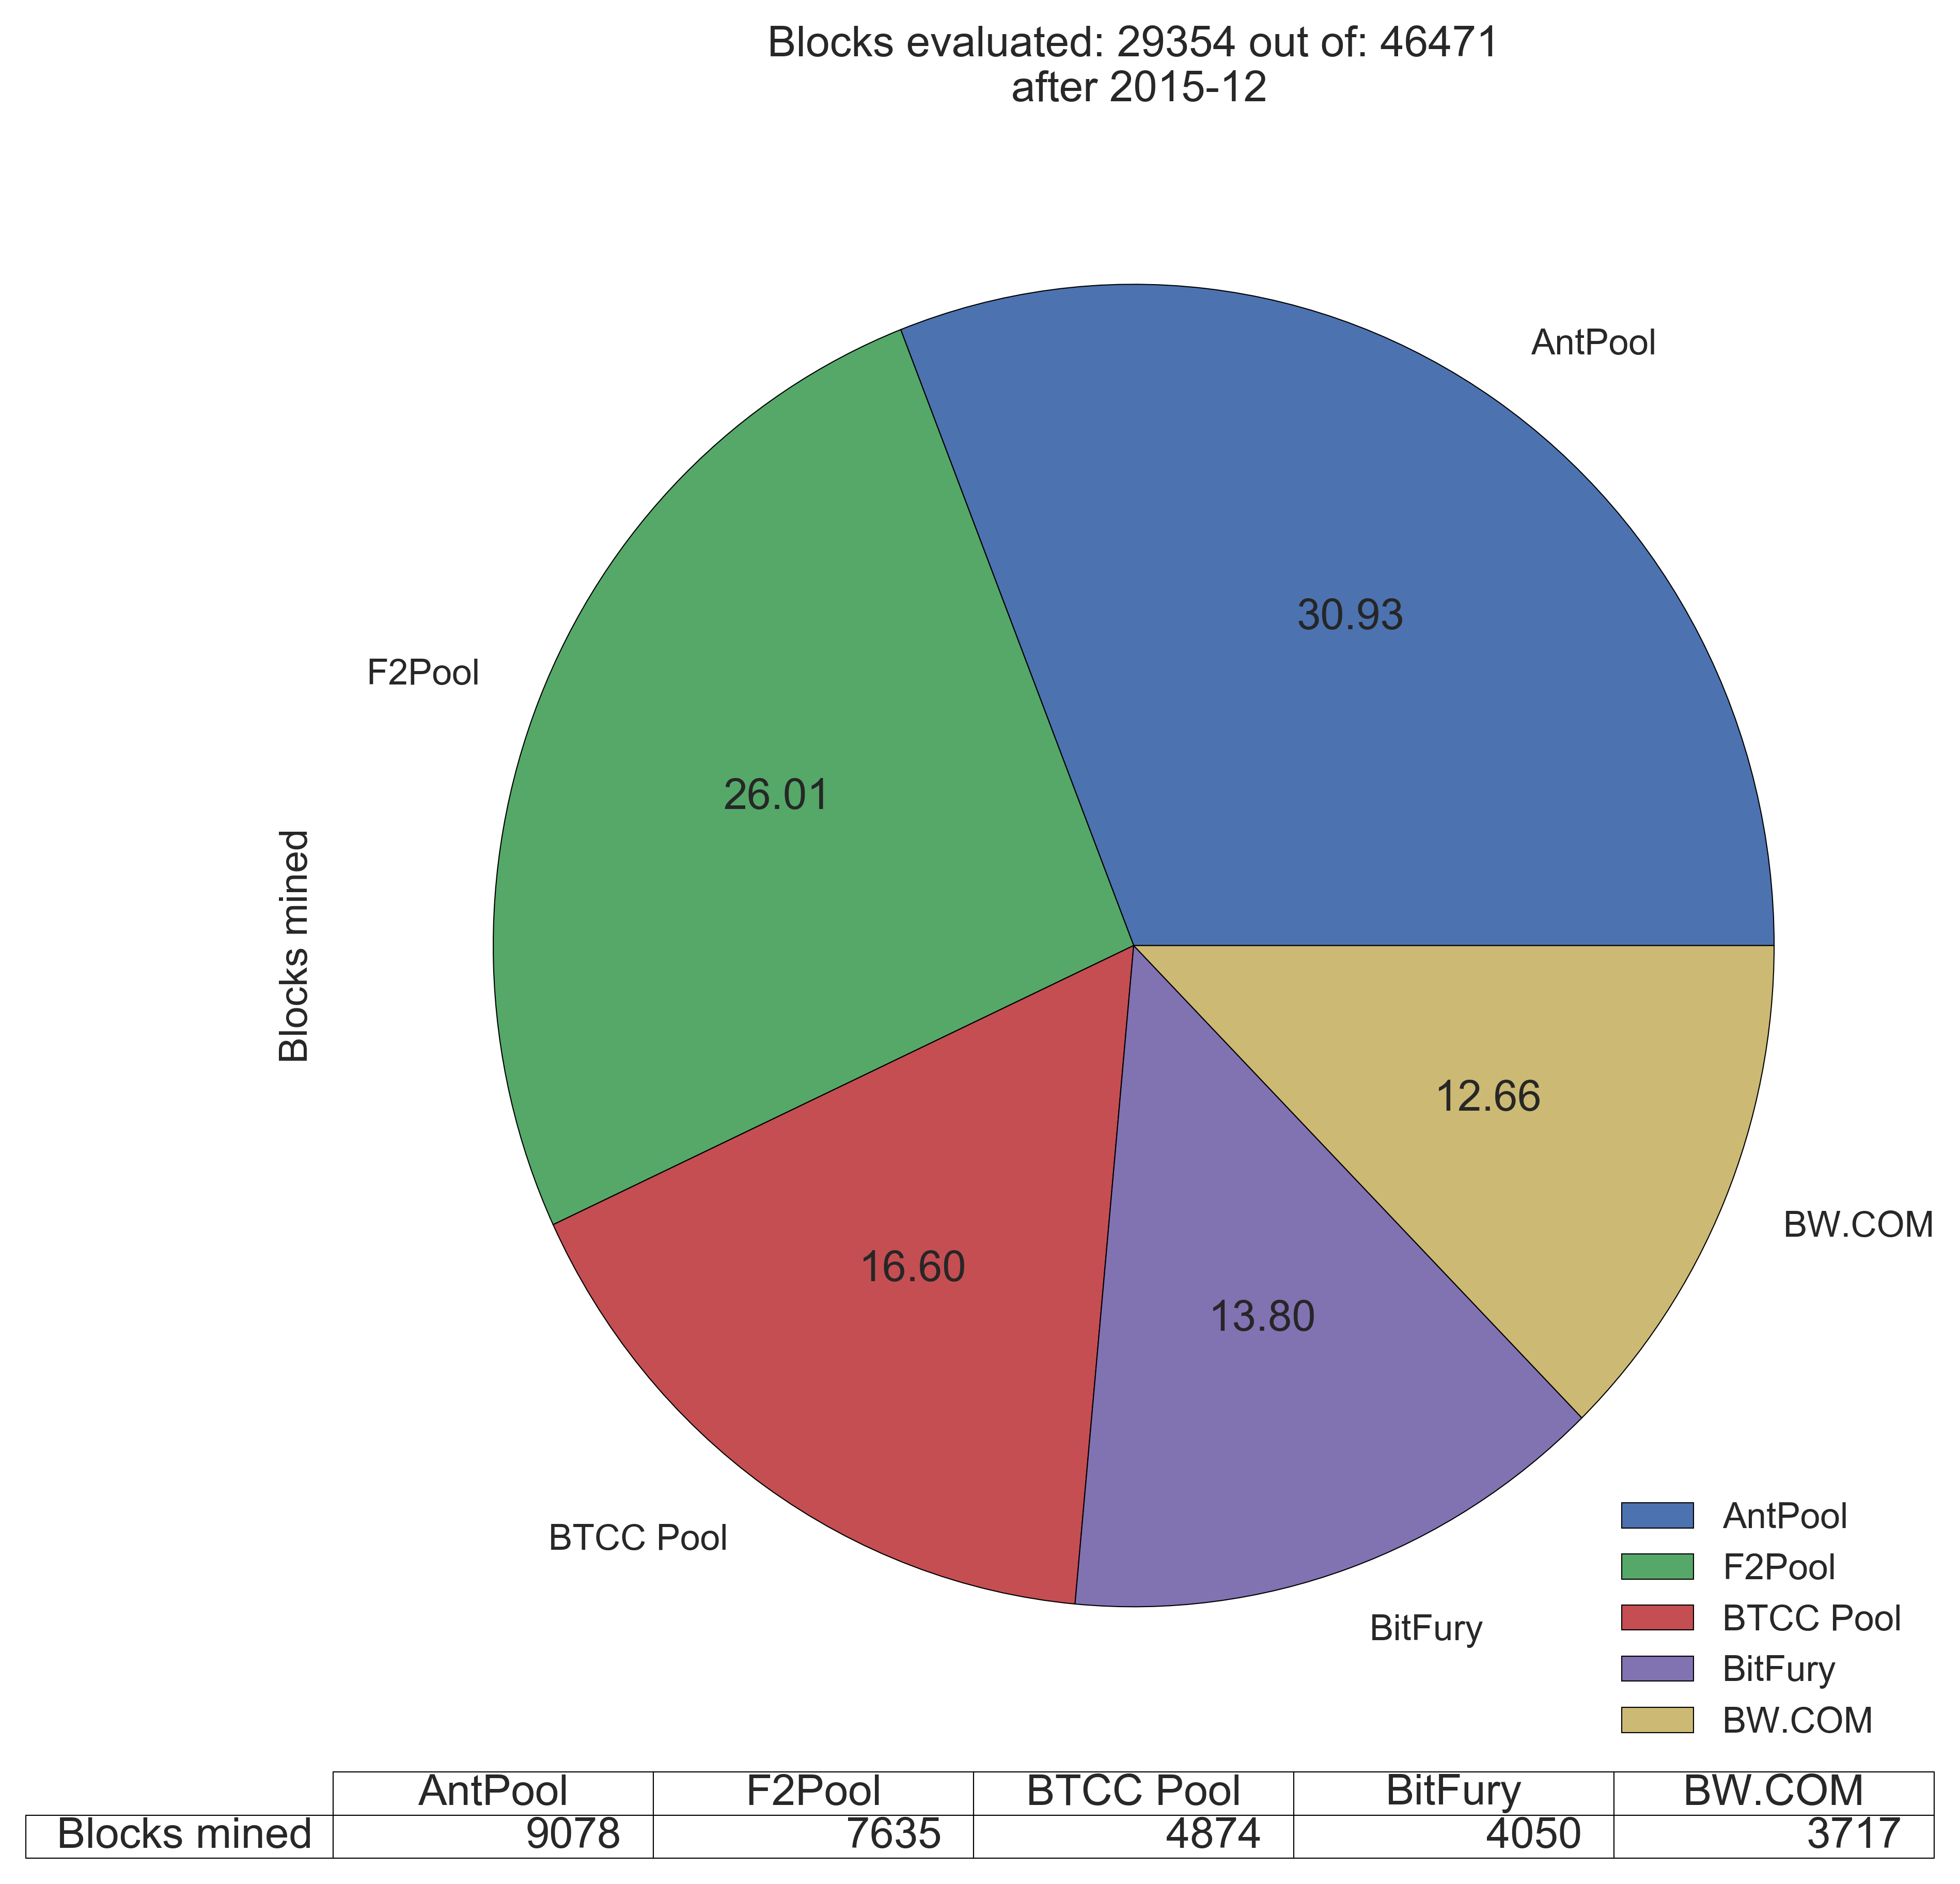 Blocks evaluated: 29354 out of: 46471
after 2015-12
AntPool
30.93
F2Pool
26.01
Blocks mined
12.66
BW.COM
16.60
13.80
BTCC Pool
BitFury
AntPool
F2Pool
BTCC Pool
BitFury
BW.COM
AntPool F2Pool BTCC Pool BitFury BW.COM
Blocks mined 9078 7635 4874 4050 3717